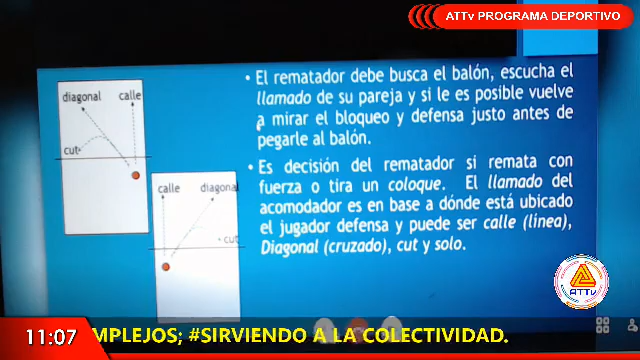 ATTv PROGRAMA DEPORTIVO
diagonal calle
cut
calle diagonal
cut
• El rematador debe busca el balón, escucha el
llamado de su pareja y si le es posible vuelve
a mirar el bloqueo y defensa justo antes de
pegarle al balón.
• Es decisión del rematador si remata con
fuerza o tira un coloque. El llamado del
acomodador es en base a dónde está ubicado
el jugador defensa y puede ser calle (línea),
Diagonal (cruzado), cut y solo.
ATTv
11:07 MPLEJOS; #SIRVIENDO A LA COLECTIVIDAD.